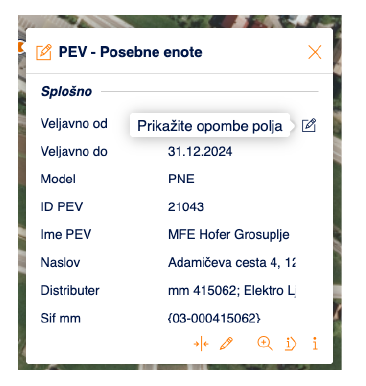 PEV - Posebne enote
Splošno
Veljavno od
Prikažite opombe polja
Veljavno do 31.12.2024
Model PNE
ID PEV 21043
Ime PEV MFE Hofer Grosuplje
Naslov Adamičeva cesta 4, 12
Distributer mm 415062; Elektro Lj
Sif mm {03-000415062}